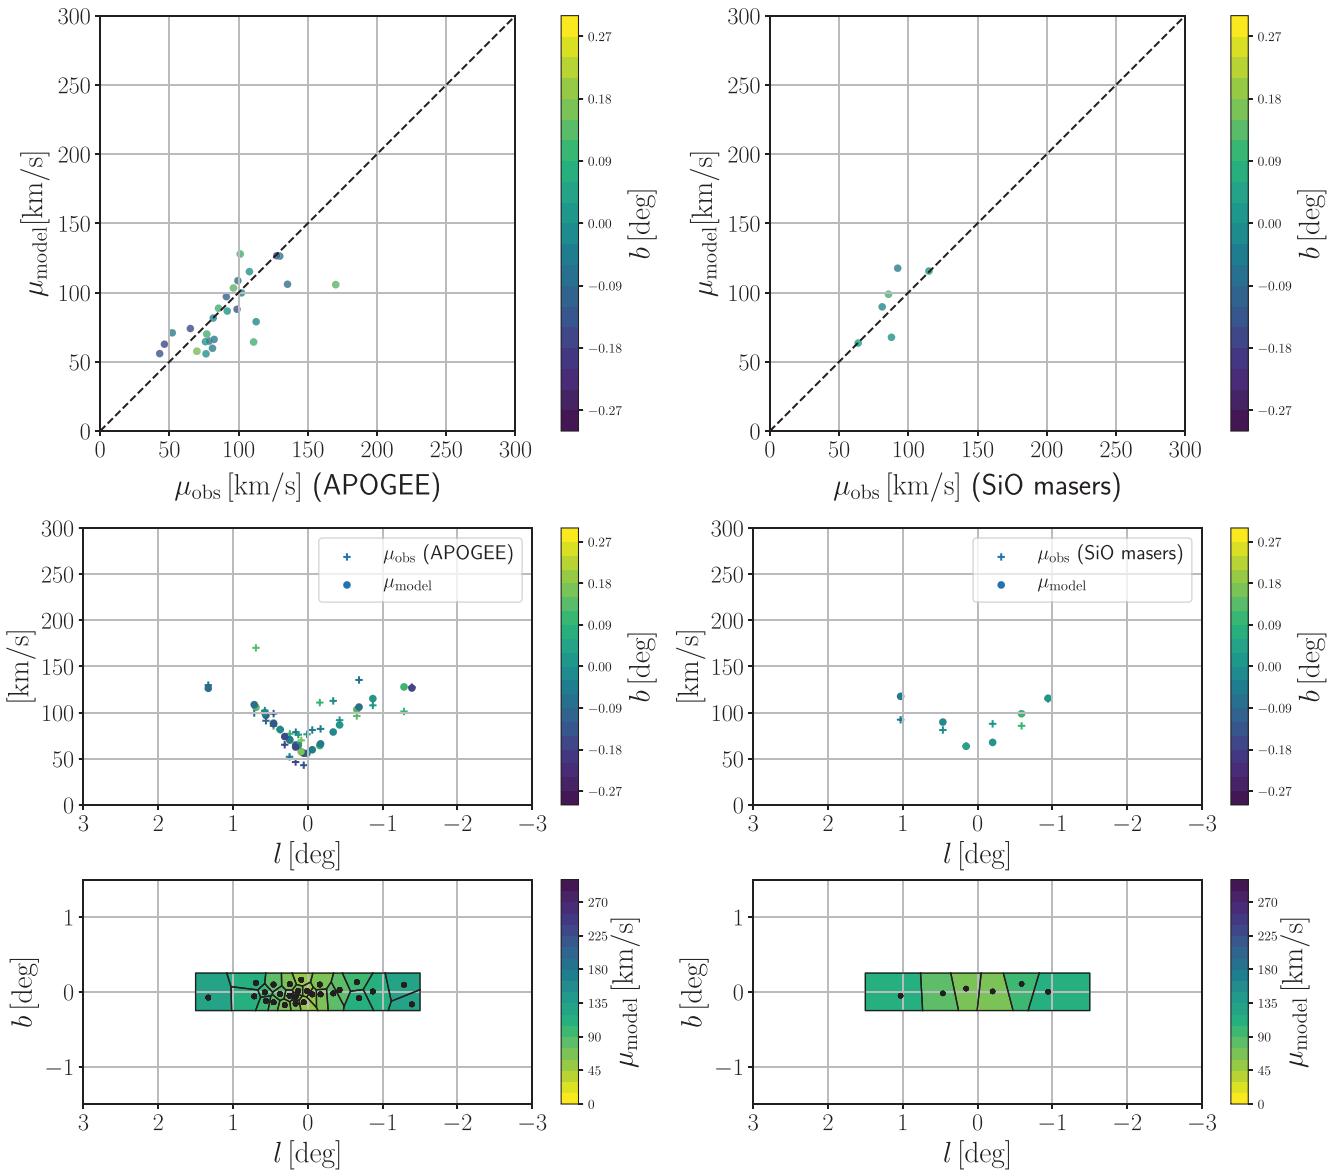 300
250
200
150
100
50
0
μmodel [km/s]
0 50 100 150 200 250 300
μobs [km/s] (APOGEE)
0.27
0.18
0.09
0.00
−0.09
−0.18
−0.27
b [deg]
300
250
200
150
100
50
0
μmodel [km/s]
0 50 100 150 200 250 300
μobs [km/s] (SiO masers)
0.27
0.18
0.09
0.00
−0.09
−0.18
−0.27
b [deg]
300
250
200
150
100
50
0
[km/s]
μobs (APOGEE)
μmodel
3 2 1 0 −1 −2 −3
l [deg]
0.27
0.18
0.09
0.00
−0.09
−0.18
−0.27
b [deg]
300
250
200
150
100
50
0
[km/s]
μobs (SiO masers)
μmodel
3 2 1 0 −1 −2 −3
l [deg]
0.27
0.18
0.09
0.00
−0.09
−0.18
−0.27
b [deg]
1
0
−1
b [deg]
3 2 1 0 −1 −2 −3
l [deg]
270
225
180
135
90
45
0
μmodel [km/s]
1
0
−1
b [deg]
3 2 1 0 −1 −2 −3
l [deg]
270
225
180
135
90
45
0
μmodel [km/s]